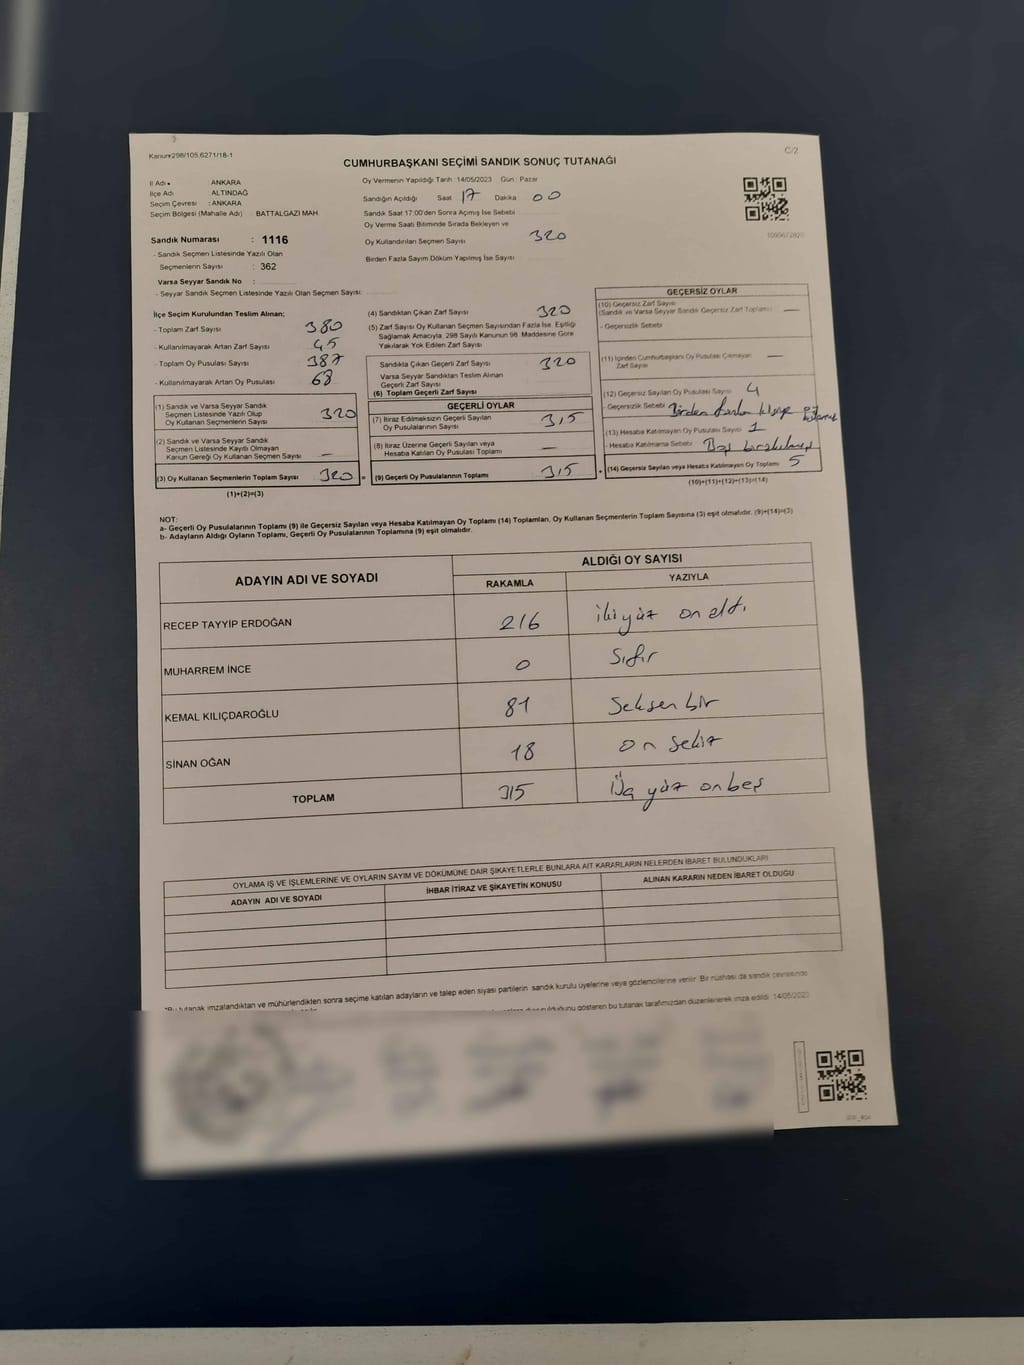 Kanun:298/105,6271/18-1
C/2
CUMHURBAŞKANI SEÇİMİ SANDIK SONUÇ TUTANAĞI
İl Adı : ANKARA
İlçe Adı : ALTINDAĞ
Seçim Çevresi : ANKARA
Seçim Bölgesi (Mahalle Adı) BATTALGAZİ MAH.
Sandık Numarası : 1116
- Sandık Seçmen Listesinde Yazılı Olan
Seçmenlerin Sayısı : 362
Varsa Seyyar Sandık No :
- Seyyar Sandık Seçmen Listesinde Yazılı Olan Seçmen Sayısı:
Oy Vermenin Yapıldığı Tarih :14/05/2023 Gün : Pazar
Sandığın Açıldığı Saat 17 Dakika 00
Sandık Saat 17:00'den Sonra Açılmış İse Sebebi
Oy Verme Saati Bitiminde Sırada Bekleyen ve
Oy Kullandırılan Seçmen Sayısı 320
Birden Fazla Sayım Döküm Yapılmış İse Sayısı
İlçe Seçim Kurulundan Teslim Alınan;
- Toplam Zarf Sayısı 380
- Kullanılmayarak Artan Zarf Sayısı 45
- Toplam Oy Pusulası Sayısı 387
- Kullanılmayarak Artan Oy Pusulası 68
(1) Sandık ve Varsa Seyyar Sandık
Seçmen Listesinde Yazılı Olup
Oy Kullanan Seçmenlerin Sayısı 320
(2) Sandık ve Varsa Seyyar Sandık
Seçmen Listesinde Kayıtlı Olmayan
Kanun Gereği Oy Kullanan Seçmen Sayısı —
(3) Oy Kullanan Seçmenlerin Toplam Sayısı 320 =
(1)+(2)=(3)
(4) Sandıktan Çıkan Zarf Sayısı 320
(5) Zarf Sayısı Oy Kullanan Seçmen Sayısından Fazla İse, Eşitliği
Sağlamak Amacıyla; 298 Sayılı Kanunun 98. Maddesine Göre
Yakılarak Yok Edilen Zarf Sayısı
Sandıkta Çıkan Geçerli Zarf Sayısı 320
Varsa Seyyar Sandıktan Teslim Alınan
Geçerli Zarf Sayısı
(6) Toplam Geçerli Zarf Sayısı
GEÇERLİ OYLAR
(7) İtiraz Edilmeksizin Geçerli Sayılan
Oy Pusulalarının Sayısı 315
(8) İtiraz Üzerine Geçerli Sayılan veya
Hesaba Katılan Oy Pusulası Toplamı —
(9) Geçerli Oy Pusulalarının Toplamı 315 +
GEÇERSİZ OYLAR
(10) Geçersiz Zarf Sayısı
(Sandık ve Varsa Seyyar Sandık Geçersiz Zarf Toplamı) —
- Geçersizlik Sebebi
(11) İçinden Cumhurbaşkanı Oy Pusulası Çıkmayan
Zarf Sayısı —
(12) Geçersiz Sayılan Oy Pusulası Sayısı 4
- Geçersizlik Sebebi Birden fazla kişiye oy
(13) Hesaba Katılmayan Oy Pusulası Sayısı 1
- Hesaba Katılmama Sebebi Boş bırakılmış
(14) Geçersiz Sayılan veya Hesaba Katılmayan Oy Toplamı 5
(10)+(11)+(12)+(13)=(14)
NOT:
a- Geçerli Oy Pusulalarının Toplamı (9) ile Geçersiz Sayılan veya Hesaba Katılmayan Oy Toplamı (14) Toplamları, Oy Kullanan Seçmenlerin Toplam Sayısına (3) eşit olmalıdır. (9)+(14)=(3)
b- Adayların Aldığı Oyların Toplamı, Geçerli Oy Pusulalarının Toplamına (9) eşit olmalıdır.
ADAYIN ADI VE SOYADI ALDIĞI OY SAYISI
RAKAMLA YAZIYLA
RECEP TAYYİP ERDOĞAN 216 iki yüz on altı
MUHARREM İNCE 0 Sıfır
KEMAL KILIÇDAROĞLU 81 Seksen bir
SİNAN OĞAN 18 on sekiz
TOPLAM 315 Üç yüz onbeş
OYLAMA İŞ VE İŞLEMLERİNE VE OYLARIN SAYIM VE DÖKÜMÜNE DAİR ŞİKAYETLERLE BUNLARA AİT KARARLARIN NELERDEN İBARET BULUNDUKLARI
ADAYIN ADI VE SOYADI İHBAR İTİRAZ VE ŞİKAYETİN KONUSU ALINAN KARARIN NEDEN İBARET OLDUĞU
tutanak imzalandıktan ve mühürlendikten sonra seçime katılan adayların ve talep eden siyasi partilerin sandık kurulu üyelerine veya gözlemcilerine verilir. Bir nüshası da sandık çevresinde
gösteren bu tutanak tarafımızdan düzenlenerek imza edildi. 14/05/2023